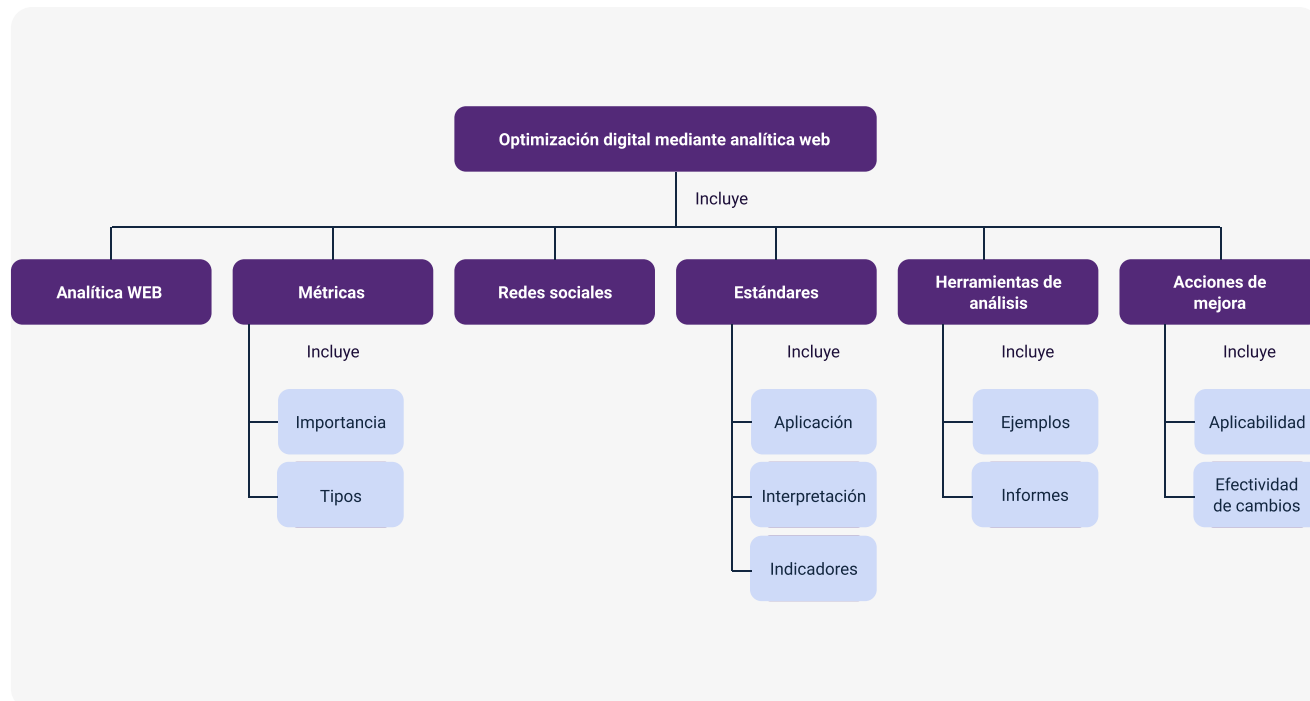 Optimización digital mediante analítica web
Incluye
Analítica WEB
Métricas
Redes sociales
Estándares
Herramientas de
análisis
Acciones de
mejora
Incluye
Incluye
Incluye
Incluye
Importancia
Aplicación
Ejemplos
Aplicabilidad
Tipos
Interpretación
Informes
Efectividad
de cambios
Indicadores